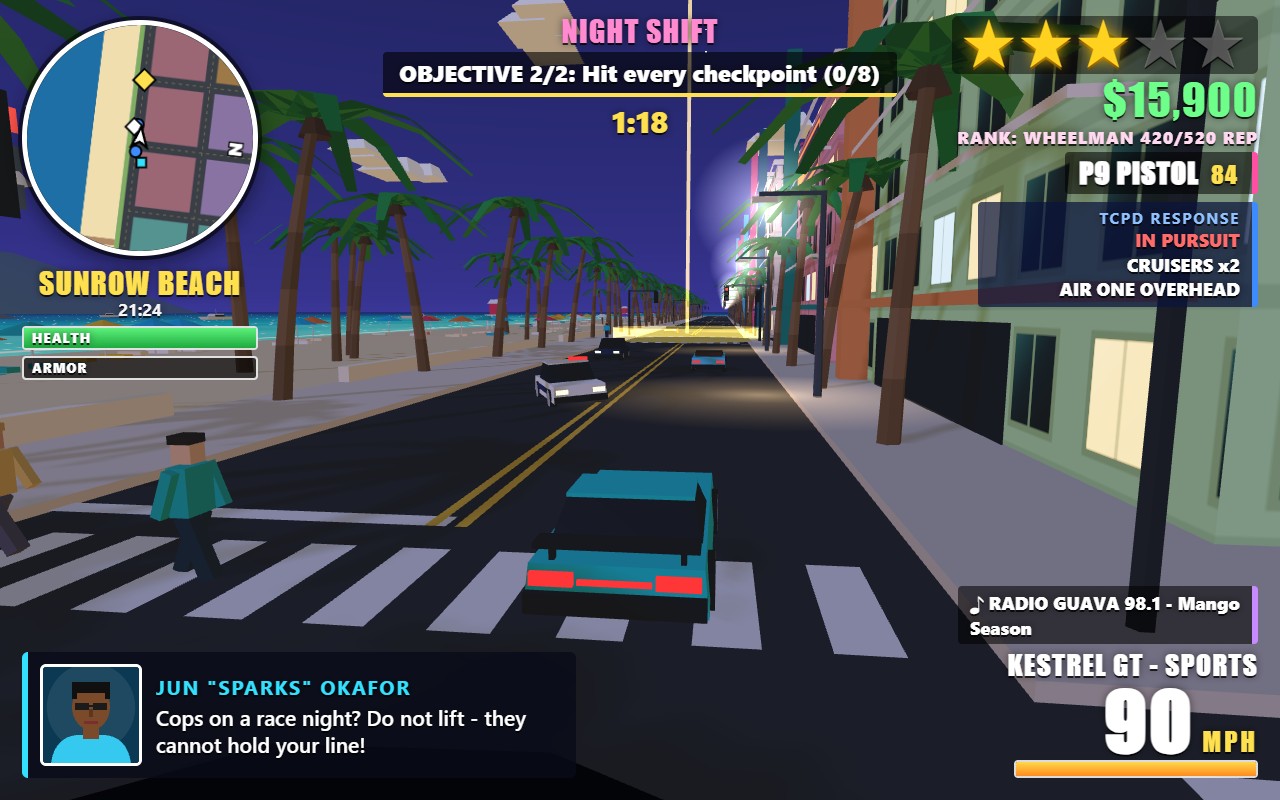 NIGHT SHIFT
OBJECTIVE 2/2: Hit every checkpoint (0/8)
1:18
$15,900
RANK: WHEELMAN 420/520 REP
P9 PISTOL 84
TCPD RESPONSE
IN PURSUIT
CRUISERS x2
AIR ONE OVERHEAD
N
SUNROW BEACH
21:24
HEALTH
ARMOR
♪ RADIO GUAVA 98.1 - Mango
Season
KESTREL GT - SPORTS
90 MPH
JUN "SPARKS" OKAFOR
Cops on a race night? Do not lift - they
cannot hold your line!